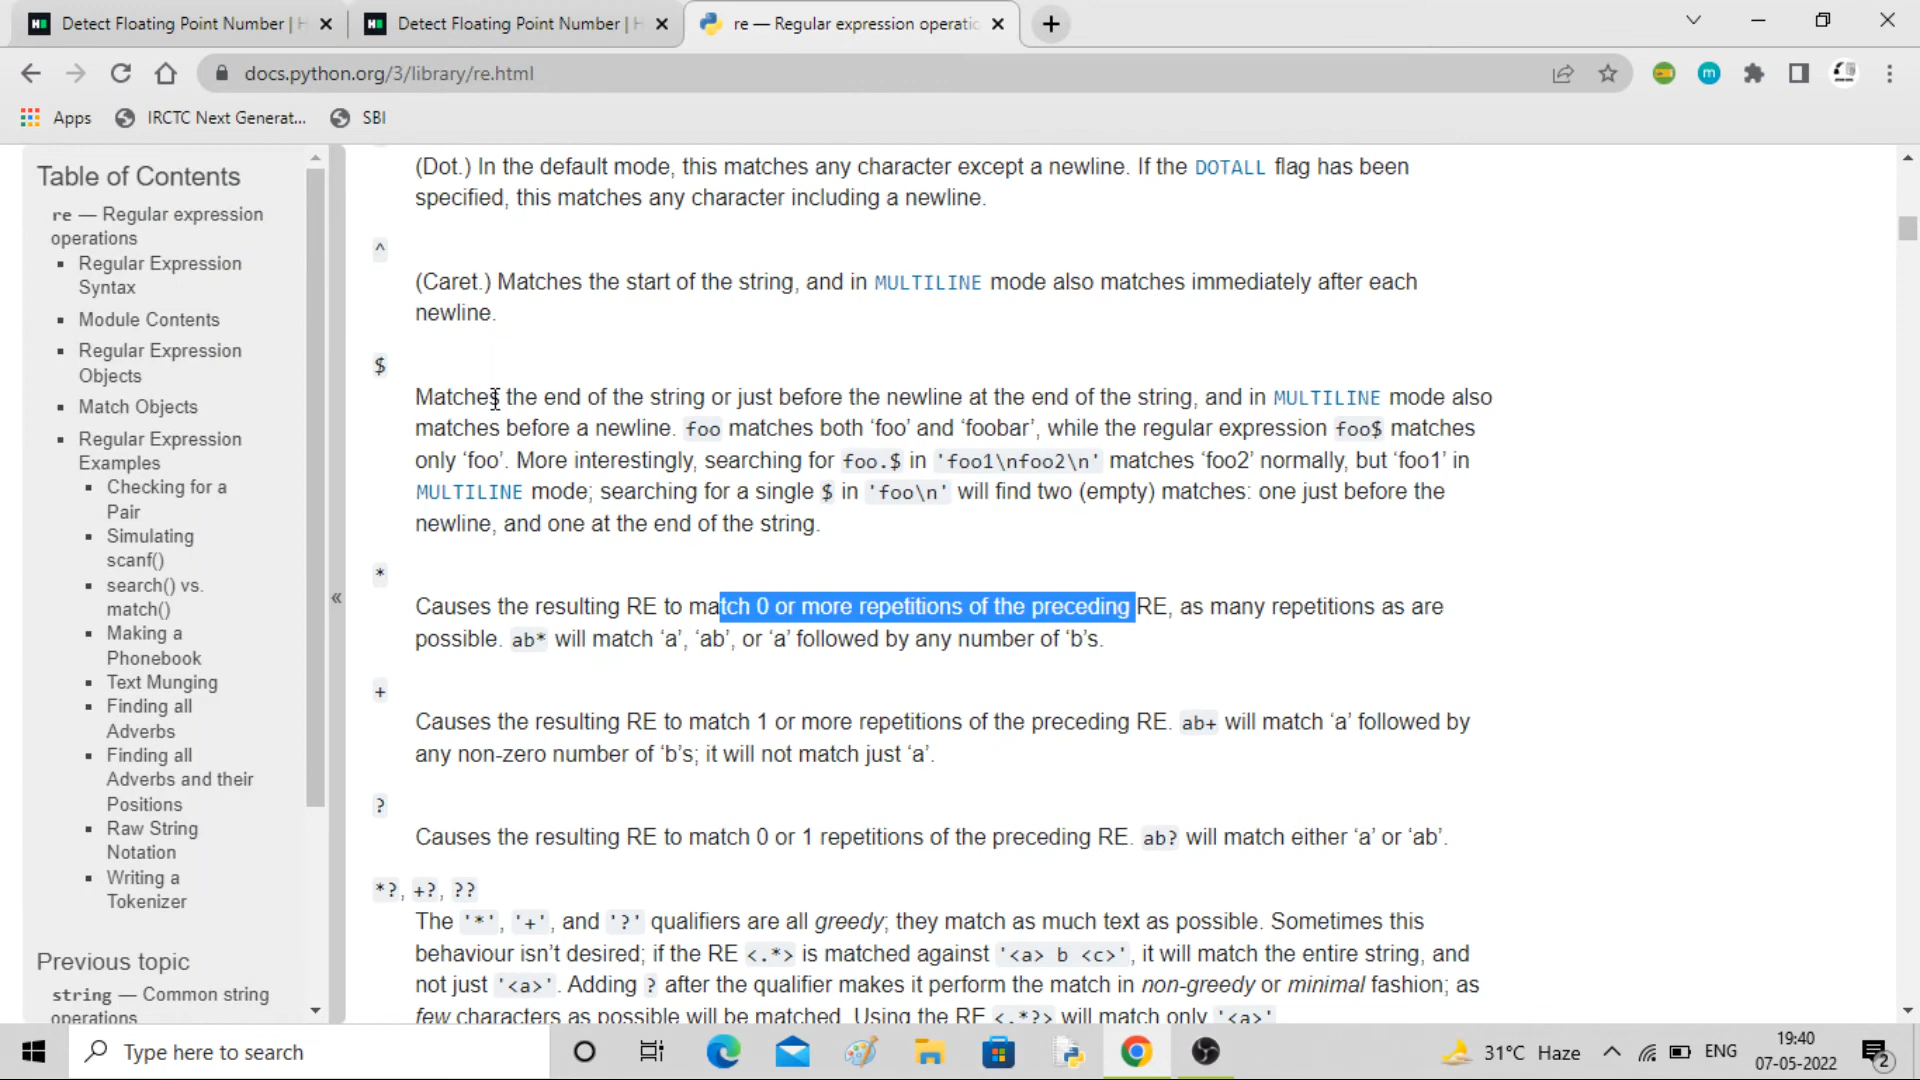 Detect Floating Point Number | H
Detect Floating Point Number | H
re — Regular expression operatio
docs.python.org/3/library/re.html
m
Apps
IRCTC Next Generat...
SBI
Table of Contents
re — Regular expression
operations
Regular Expression
Syntax
Module Contents
Regular Expression
Objects
Match Objects
Regular Expression
Examples
Checking for a
Pair
Simulating
scanf()
search() vs.
match()
Making a
Phonebook
Text Munging
Finding all
Adverbs
Finding all
Adverbs and their
Positions
Raw String
Notation
Writing a
Tokenizer
Previous topic
string — Common string
operations
«
(Dot.) In the default mode, this matches any character except a newline. If the DOTALL flag has been
specified, this matches any character including a newline.
^
(Caret.) Matches the start of the string, and in MULTILINE mode also matches immediately after each
newline.
$
Matches the end of the string or just before the newline at the end of the string, and in MULTILINE mode also
matches before a newline. foo matches both ‘foo’ and ‘foobar’, while the regular expression foo$ matches
only ‘foo’. More interestingly, searching for foo.$ in 'foo1\nfoo2\n' matches ‘foo2’ normally, but ‘foo1’ in
MULTILINE mode; searching for a single $ in 'foo\n' will find two (empty) matches: one just before the
newline, and one at the end of the string.
*
Causes the resulting RE to match 0 or more repetitions of the preceding RE, as many repetitions as are
possible. ab* will match ‘a’, ‘ab’, or ‘a’ followed by any number of ‘b’s.
+
Causes the resulting RE to match 1 or more repetitions of the preceding RE. ab+ will match ‘a’ followed by
any non-zero number of ‘b’s; it will not match just ‘a’.
?
Causes the resulting RE to match 0 or 1 repetitions of the preceding RE. ab? will match either ‘a’ or ‘ab’.
*?, +?, ??
The '*', '+', and '?' qualifiers are all greedy; they match as much text as possible. Sometimes this
behaviour isn’t desired; if the RE <.*> is matched against '<a> b <c>', it will match the entire string, and
not just '<a>'. Adding ? after the qualifier makes it perform the match in non-greedy or minimal fashion; as
few characters as possible will be matched. Using the RE <.*?> will match only '<a>'
Type here to search
31°C Haze
ENG
19:40
07-05-2022
2